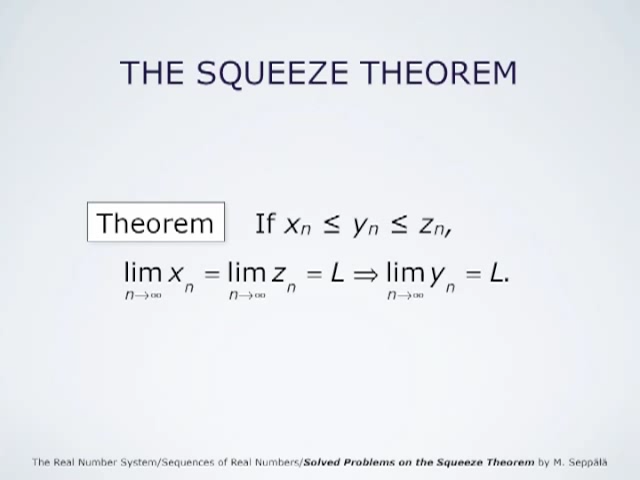 THE SQUEEZE THEOREM
Theorem If xn ≤ yn ≤ zn,
lim n→∞ xn = lim n→∞ zn = L ⇒ lim n→∞ yn = L.
The Real Number System/Sequences of Real Numbers/Solved Problems on the Squeeze Theorem by M. Seppälä